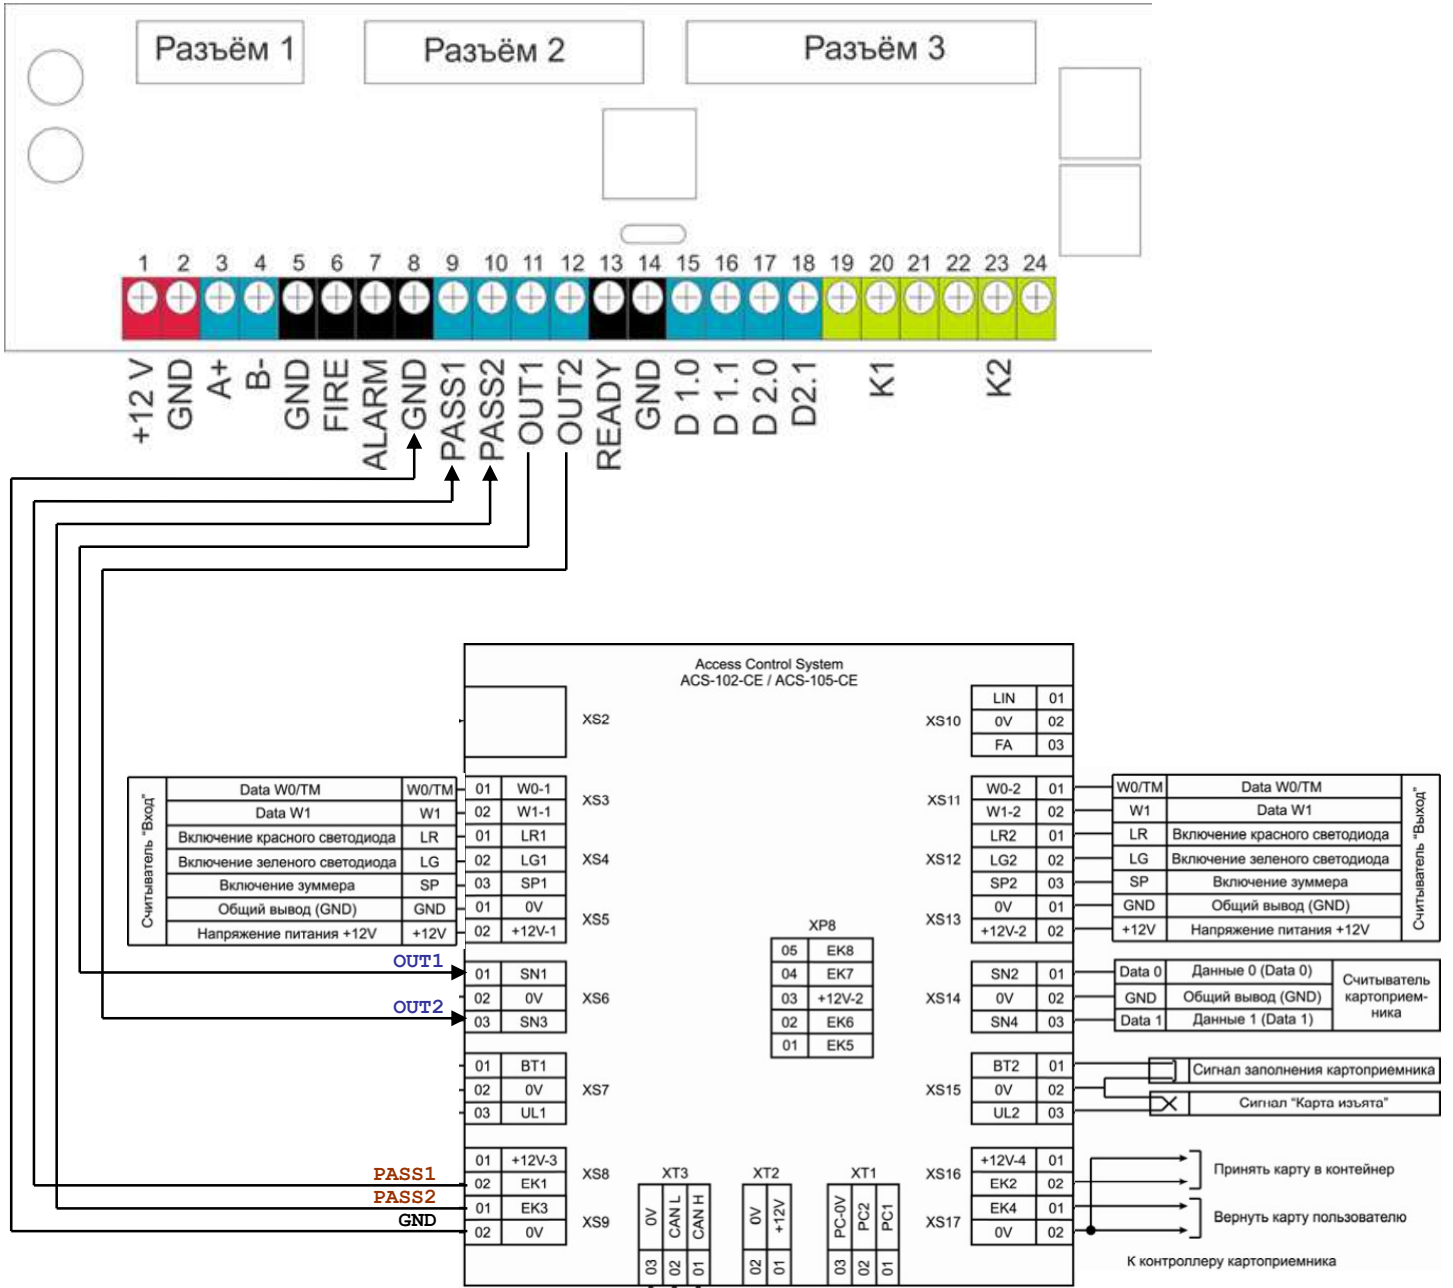 Разъём 1 Разъём 2 Разъём 3
1 2 3 4 5 6 7 8 9 10 11 12 13 14 15 16 17 18 19 20 21 22 23 24
+12 V GND A+ B- GND FIRE ALARM GND PASS1 PASS2 OUT1 OUT2 READY GND D 1.0 D 1.1 D 2.0 D2.1 K1 K2
Access Control System
ACS-102-CE / ACS-105-CE
XS2
Считыватель "Вход"
Data W0/TM W0/TM 01 W0-1
Data W1 W1 02 W1-1
XS3
Включение красного светодиода LR 01 LR1
Включение зеленого светодиода LG 02 LG1
Включение зуммера SP 03 SP1
XS4
Общий вывод (GND) GND 01 0V
Напряжение питания +12V +12V 02 +12V-1
XS5
OUT1 01 SN1
02 0V
OUT2 03 SN3
XS6
01 BT1
02 0V
03 UL1
XS7
01 +12V-3
PASS1 02 EK1
XS8
PASS2 01 EK3
GND 02 0V
XS9
XP8
05 EK8
04 EK7
03 +12V-2
02 EK6
01 EK5
XT3
0V CAN L CAN H
03 02 01
XT2
0V +12V
02 01
XT1
PC-0V PC2 PC1
03 02 01
XS10
LIN 01
0V 02
FA 03
XS11
W0-2 01 W0/TM Data W0/TM
W1-2 02 W1 Data W1
XS12
LR2 01 LR Включение красного светодиода
LG2 02 LG Включение зеленого светодиода
SP2 03 SP Включение зуммера
XS13
0V 01 GND Общий вывод (GND)
+12V-2 02 +12V Напряжение питания +12V
Считыватель "Выход"
XS14
SN2 01 Data 0 Данные 0 (Data 0)
0V 02 GND Общий вывод (GND)
SN4 03 Data 1 Данные 1 (Data 1)
Считыватель
картоприем-
ника
XS15
BT2 01
0V 02
UL2 03
Сигнал заполнения картоприемника
Сигнал "Карта изъята"
XS16
+12V-4 01
EK2 02
Принять карту в контейнер
XS17
EK4 01
0V 02
Вернуть карту пользователю
К контроллеру картоприемника